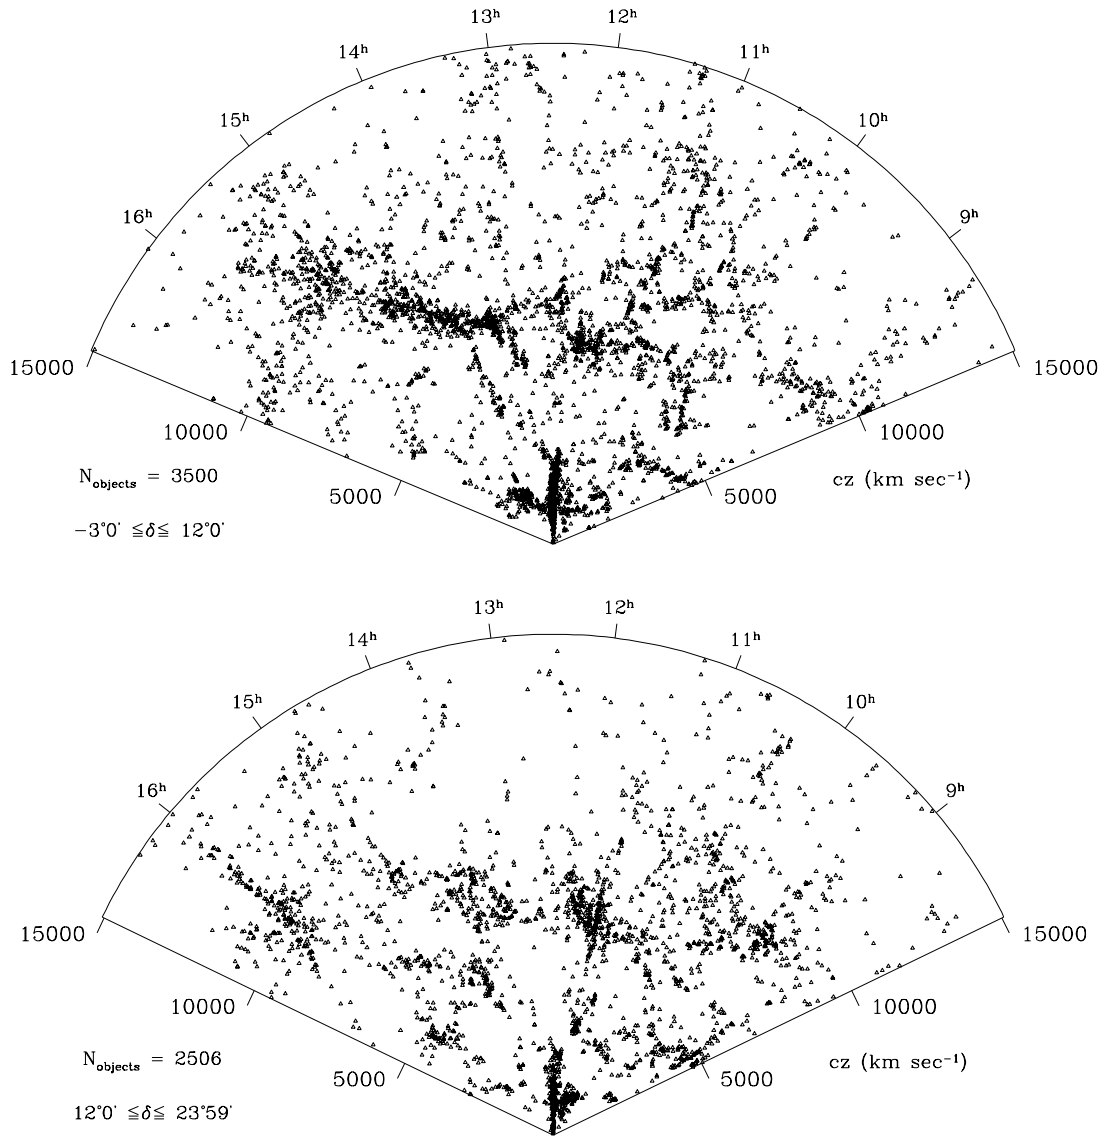 13ʰ 12ʰ
14ʰ 11ʰ
15ʰ 10ʰ
16ʰ 9ʰ
15000 15000
10000 10000
N_objects = 3500 5000 5000 cz (km sec⁻¹)
−3°0' ≦δ≦ 12°0'
13ʰ 12ʰ
14ʰ 11ʰ
15ʰ 10ʰ
16ʰ 9ʰ
15000 15000
10000 10000
N_objects = 2506 5000 5000 cz (km sec⁻¹)
12°0' ≦δ≦ 23°59'